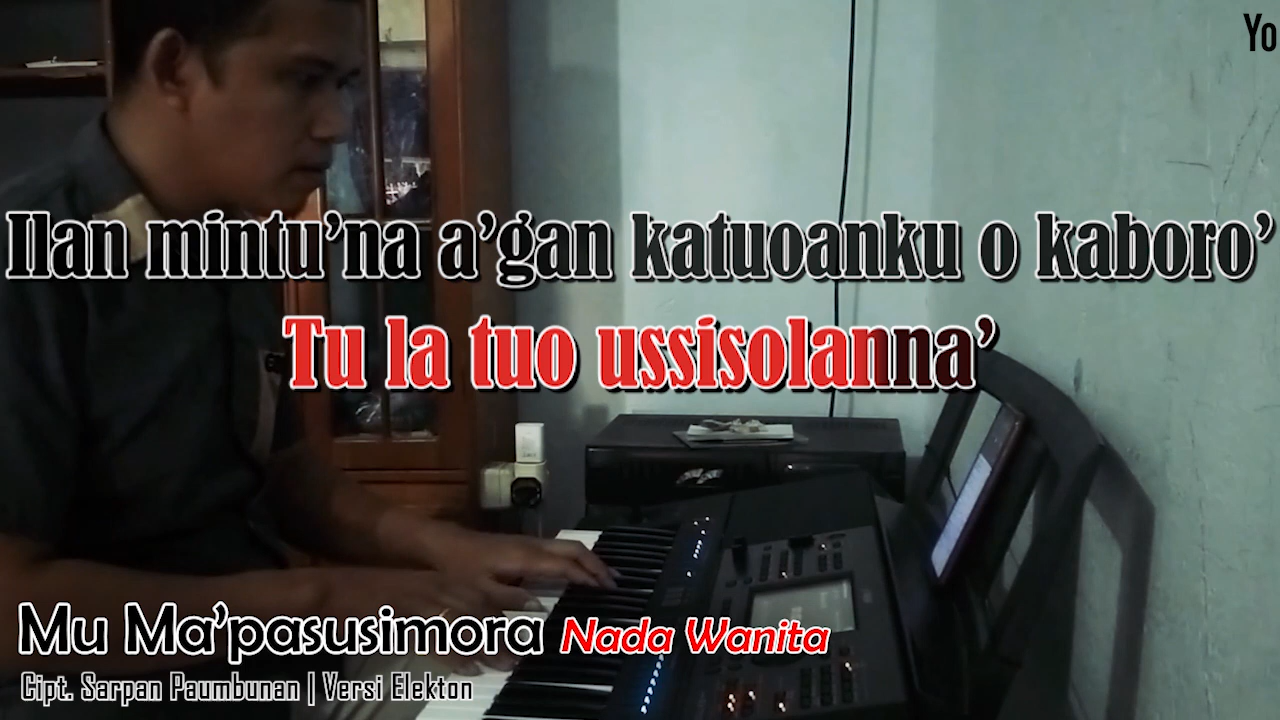 Yo
Ilan mintu’na a’gan katuoanku o kaboro’
Tu la tuo ussisolanna’
Mu Ma’pasusimora Nada Wanita
Cipt. Sarpan Paumbunan | Versi Elekton